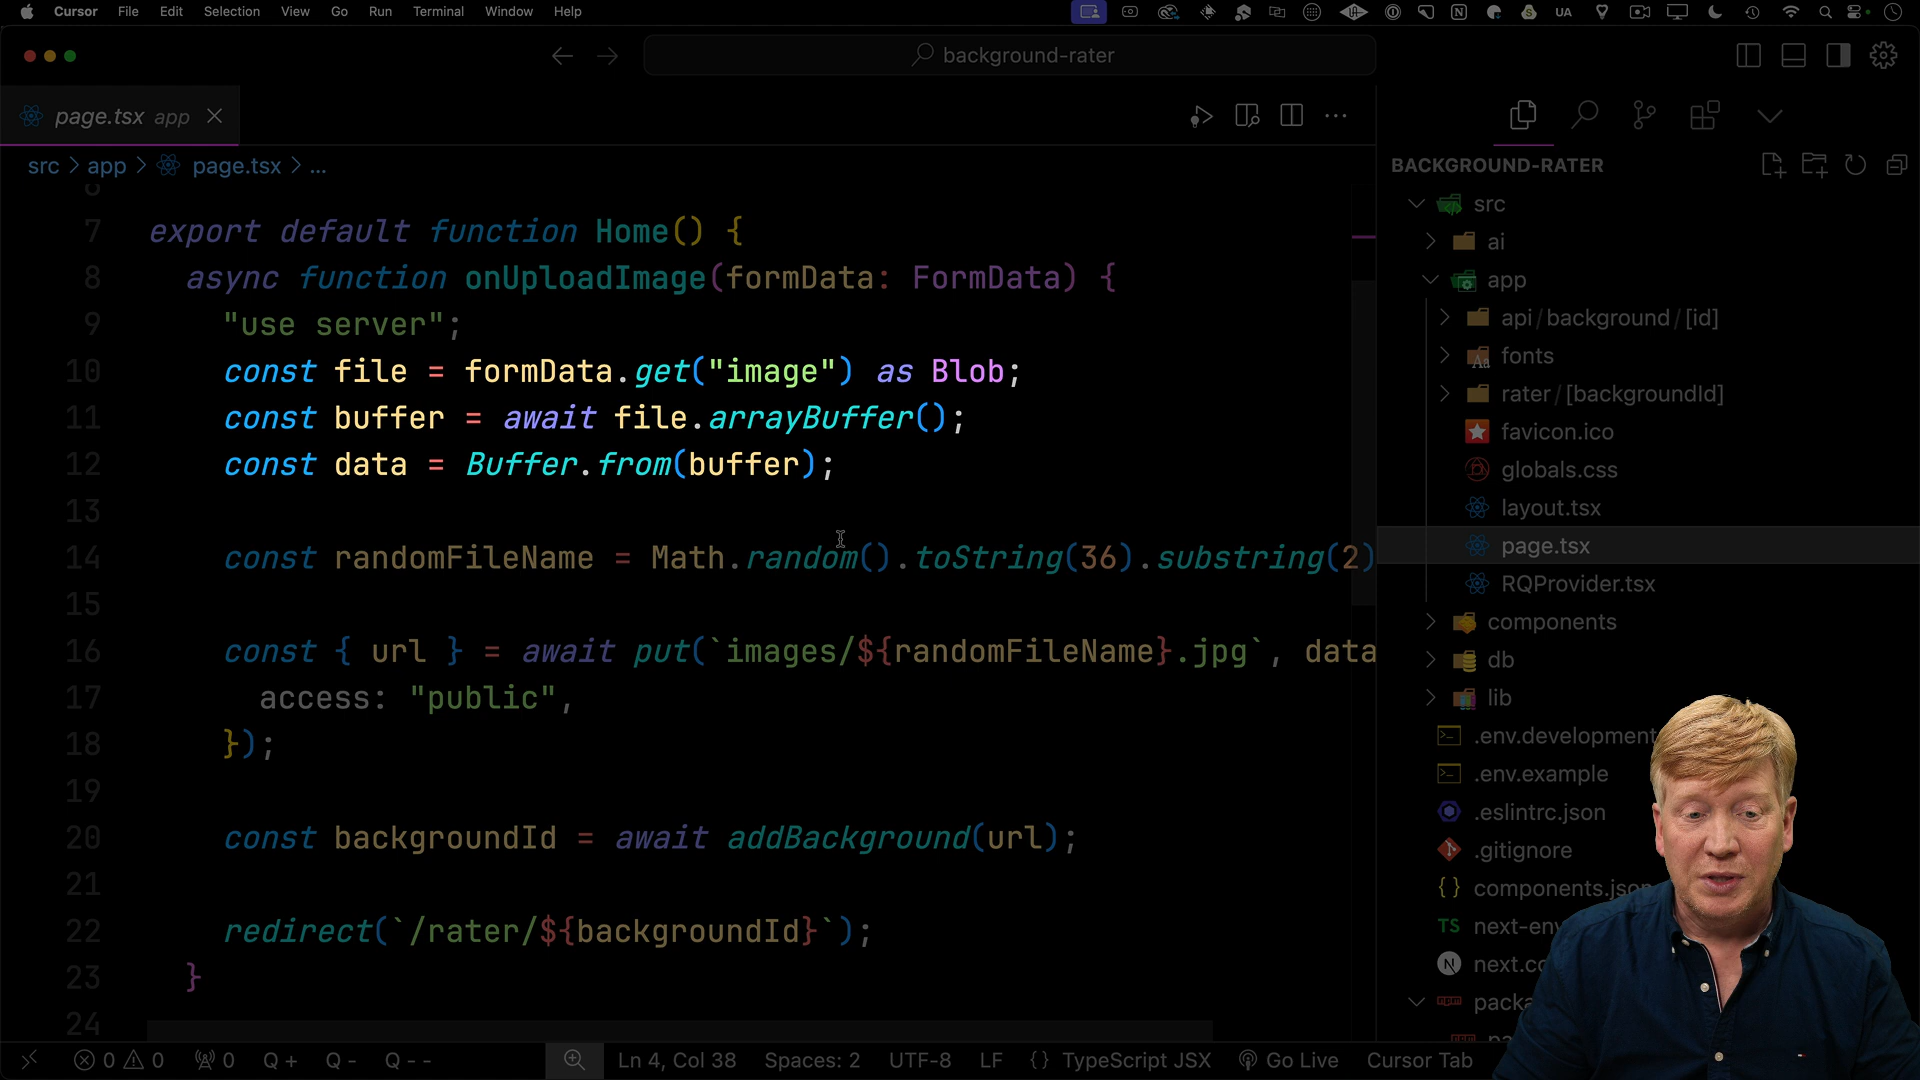 Cursor File Edit Selection View Go Run Terminal Window Help UA
background-rater
page.tsx app
src > app > page.tsx > ...
BACKGROUND-RATER
6
7 export default function Home() {
8 async function onUploadImage(formData: FormData) {
9 "use server";
10 const file = formData.get("image") as Blob;
11 const buffer = await file.arrayBuffer();
12 const data = Buffer.from(buffer);
13
14 const randomFileName = Math.random().toString(36).substring(2)
15
16 const { url } = await put(`images/${randomFileName}.jpg`, data
17 access: "public",
18 });
19
20 const backgroundId = await addBackground(url);
21
22 redirect(`/rater/${backgroundId}`);
23 }
24
src
ai
app
api/background/[id]
fonts
rater/[backgroundId]
favicon.ico
globals.css
layout.tsx
page.tsx
RQProvider.tsx
components
db
lib
.env.development
.env.example
.eslintrc.json
.gitignore
{} components.json
TS next-env
N next.co
packa
0 0 0 Q + Q - Q -- Ln 4, Col 38 Spaces: 2 UTF-8 LF {} TypeScript JSX Go Live Cursor Tab